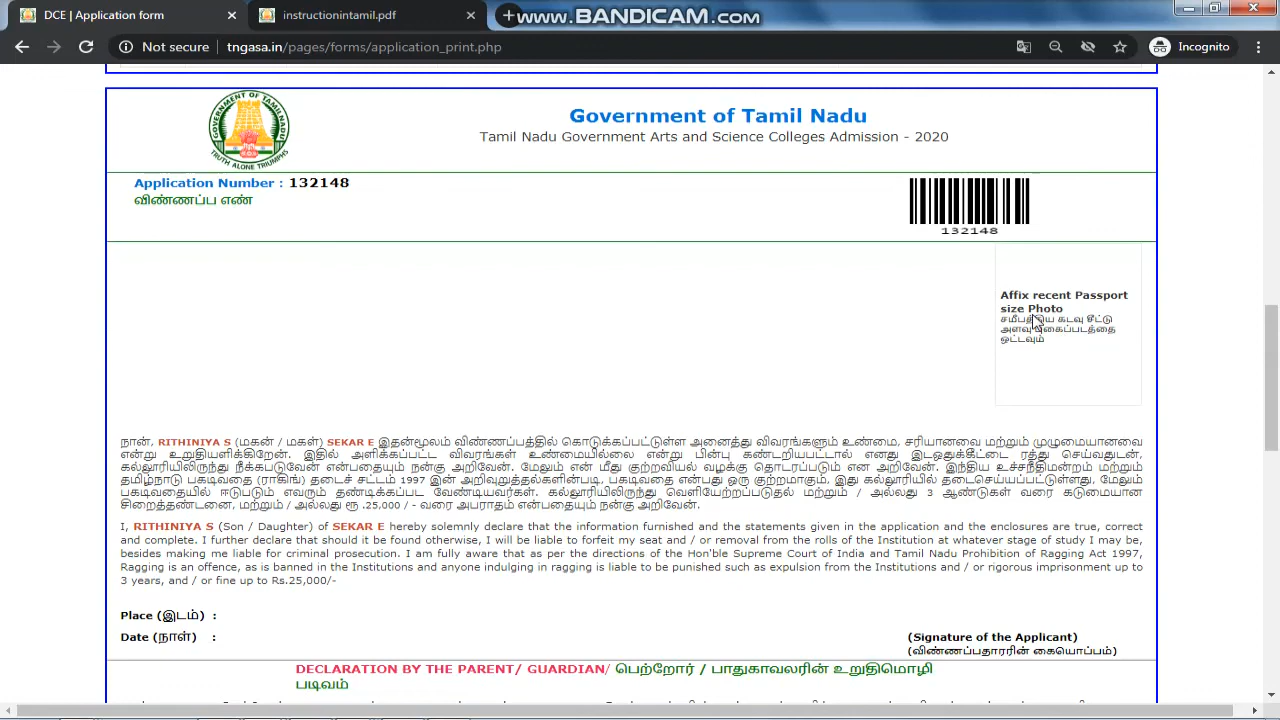 DCE | Application form
instructionintamil.pdf
www.BANDICAM.com
Not secure
tngasa.in/pages/forms/application_print.php
Incognito
GOVERNMENT OF TAMILNADU
TRUTH ALONE TRIUMPHS
Government of Tamil Nadu
Tamil Nadu Government Arts and Science Colleges Admission - 2020
Application Number : 132148
விண்ணப்ப எண்
132148
Affix recent Passport
size Photo
சமீபத்திய கடவு சீட்டு
அளவு புகைப்படத்தை
ஒட்டவும்
நான், RITHINIYA S (மகன் / மகள்) SEKAR E இதன்மூலம் விண்ணப்பத்தில் கொடுக்கப்பட்டுள்ள அனைத்து விவரங்களும் உண்மை, சரியானவை மற்றும் முழுமையானவை
என்று உறுதியளிக்கிறேன். இதில் அளிக்கப்பட்ட விவரங்கள் உண்மையில்லை என்று பின்பு கண்டறியபட்டால் எனது இடஒதுக்கீட்டை ரத்து செய்வதுடன்,
கல்லூரியிலிருந்து நீக்கபடுவேன் என்பதையும் நன்கு அறிவேன். மேலும் என் மீது குற்றவியல் வழக்கு தொடரப்படும் என அறிவேன். இந்திய உச்சநீதிமன்றம் மற்றும்
தமிழ்நாடு பகடிவதை (ராகிங்) தடைச் சட்டம் 1997 இன் அறிவுறுத்தல்களின்படி, பகடிவதை என்பது ஒரு குற்றமாகும், இது கல்லூரியில் தடைசெய்யப்பட்டுள்ளது, மேலும்
பகடிவதையில் ஈடுபடும் எவரும் தண்டிக்கப்பட வேண்டியவர்கள். கல்லூரியிலிருந்து வெளியேற்றப்படுதல் மற்றும் / அல்லது 3 ஆண்டுகள் வரை கடுமையான
சிறைத்தண்டனை, மற்றும் / அல்லது ரூ .25,000 / - வரை அபராதம் என்பதையும் நன்கு அறிவேன்.
I, RITHINIYA S (Son / Daughter) of SEKAR E hereby solemnly declare that the information furnished and the statements given in the application and the enclosures are true, correct
and complete. I further declare that should it be found otherwise, I will be liable to forfeit my seat and / or removal from the rolls of the Institution at whatever stage of study I may be,
besides making me liable for criminal prosecution. I am fully aware that as per the directions of the Hon'ble Supreme Court of India and Tamil Nadu Prohibition of Ragging Act 1997,
Ragging is an offence, as is banned in the Institutions and anyone indulging in ragging is liable to be punished such as expulsion from the Institutions and / or rigorous imprisonment up to
3 years, and / or fine up to Rs.25,000/-
Place (இடம்) :
Date (நாள்) :
(Signature of the Applicant)
(விண்ணப்பதாரரின் கையொப்பம்)
DECLARATION BY THE PARENT/ GUARDIAN/ பெற்றோர் / பாதுகாவலரின் உறுதிமொழி
படிவம்